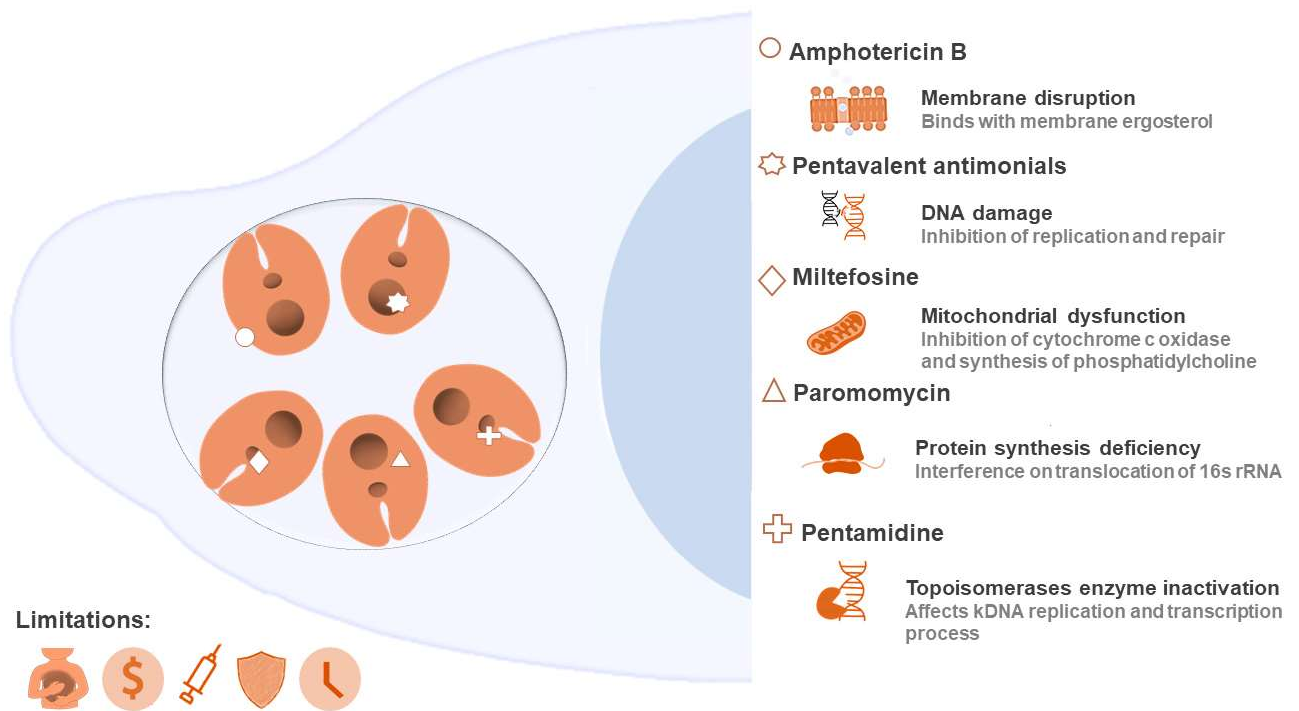 Amphotericin B
Membrane disruption
Binds with membrane ergosterol
Pentavalent antimonials
DNA damage
Inhibition of replication and repair
Miltefosine
Mitochondrial dysfunction
Inhibition of cytochrome c oxidase
and synthesis of phosphatidylcholine
Paromomycin
Protein synthesis deficiency
Interference on translocation of 16s rRNA
Pentamidine
Topoisomerases enzyme inactivation
Affects kDNA replication and transcription
process
Limitations:
$